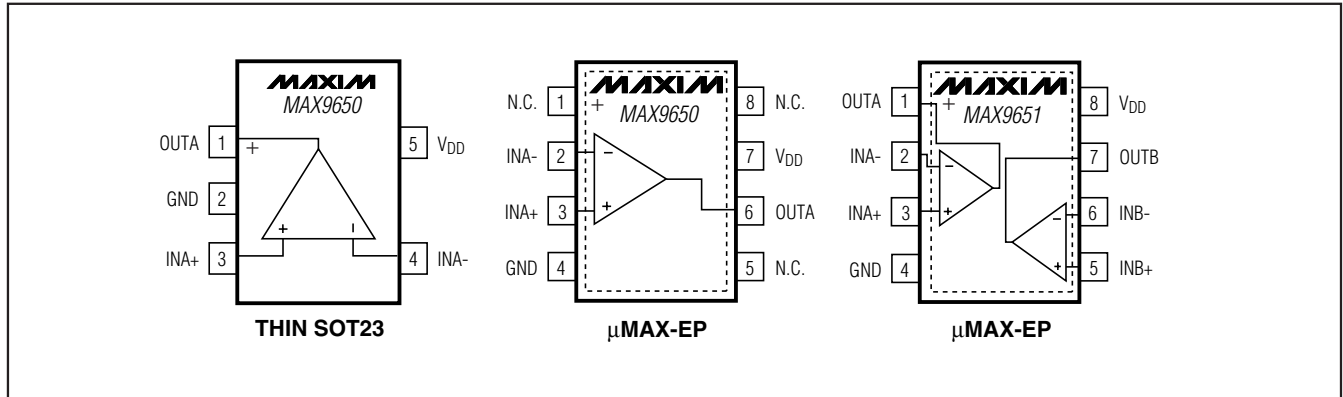 MAXIM
MAX9650
OUTA 1
+
5 VDD
GND 2
+ −
INA+ 3
4 INA-
THIN SOT23
MAXIM
MAX9650
N.C. 1
+
8 N.C.
INA- 2
−
7 VDD
INA+ 3
+
6 OUTA
GND 4
5 N.C.
µMAX-EP
MAXIM
MAX9651
OUTA 1
+
8 VDD
INA- 2
−
7 OUTB
INA+ 3
+
−
6 INB-
GND 4
+
5 INB+
µMAX-EP